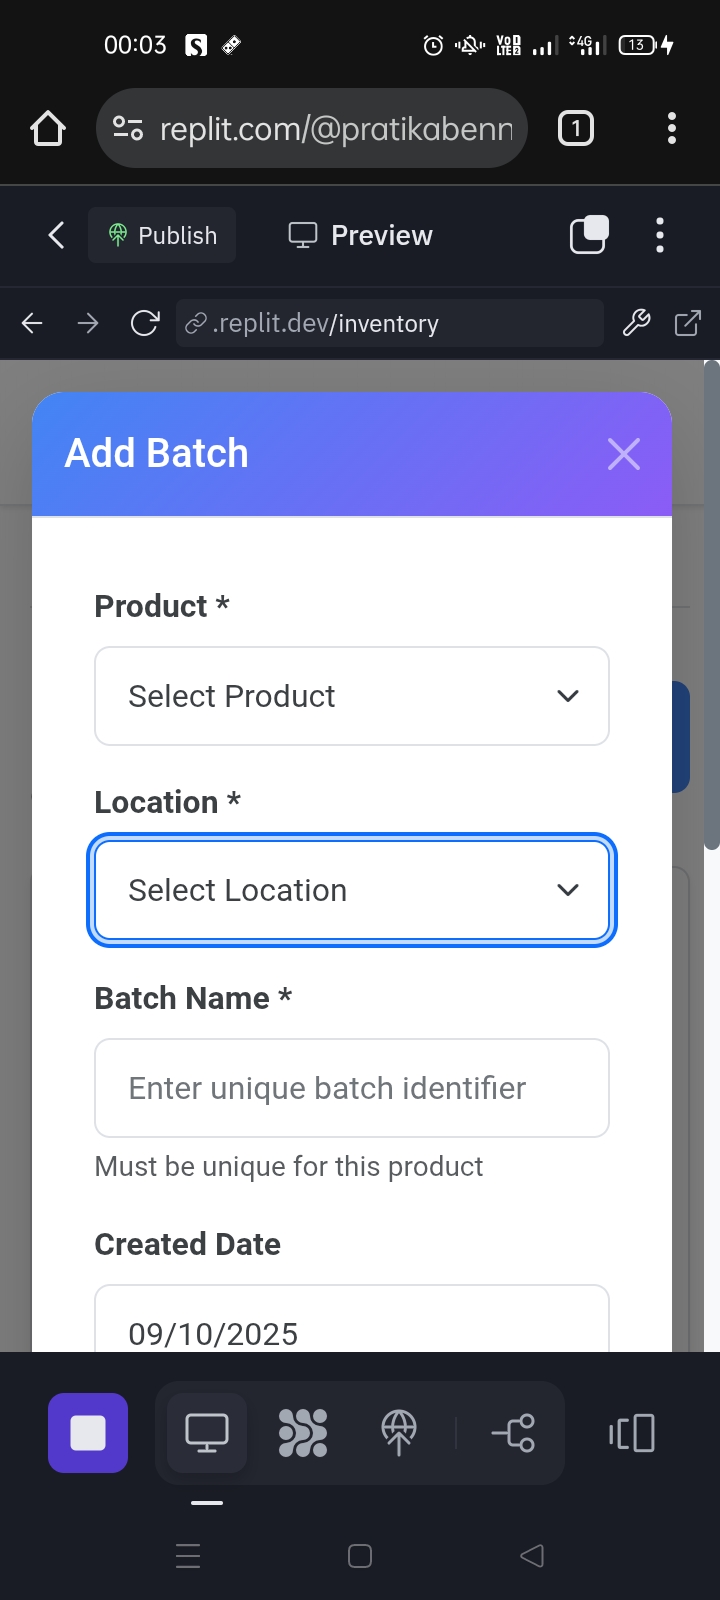 00:03
VoD LTE2
4G
13
replit.com/@pratikabenn
1
Publish
Preview
.replit.dev/inventory
Add Batch
Product *
Select Product
Location *
Select Location
Batch Name *
Enter unique batch identifier
Must be unique for this product
Created Date
09/10/2025